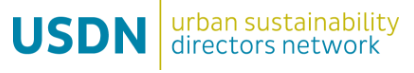 USDN
urban sustainability
directors network